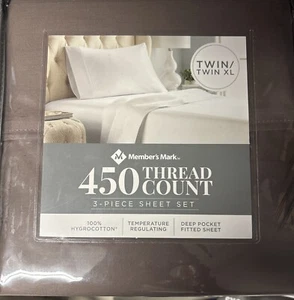 TWIN/
TWIN XL
Member's Mark
450 THREAD
COUNT
3-PIECE SHEET SET
100%
HYGROCOTTON*
TEMPERATURE
REGULATING
DEEP POCKET
FITTED SHEET